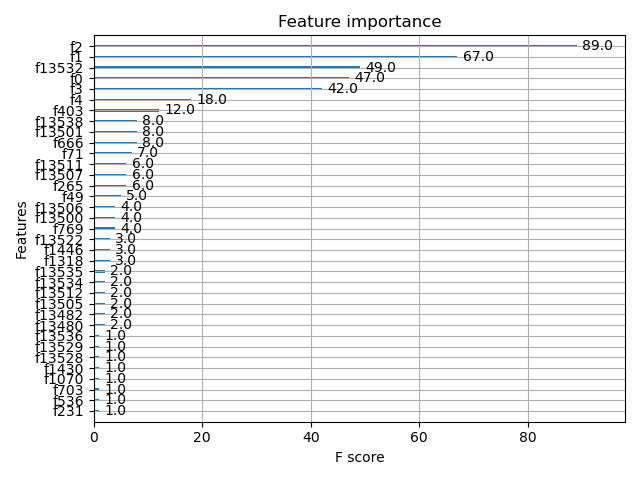 Feature importance
Features
f2 89.0
f1 67.0
f13532 49.0
f0 47.0
f3 42.0
f4 18.0
f403 12.0
f13538 8.0
f13501 8.0
f666 8.0
f71 7.0
f13511 6.0
f13507 6.0
f265 6.0
f49 5.0
f13506 4.0
f13500 4.0
f769 4.0
f13522 3.0
f1446 3.0
f1318 3.0
f13535 2.0
f13534 2.0
f13512 2.0
f13505 2.0
f13482 2.0
f13480 2.0
f13536 1.0
f13529 1.0
f13528 1.0
f1430 1.0
f1070 1.0
f703 1.0
f536 1.0
f231 1.0
0 20 40 60 80
F score